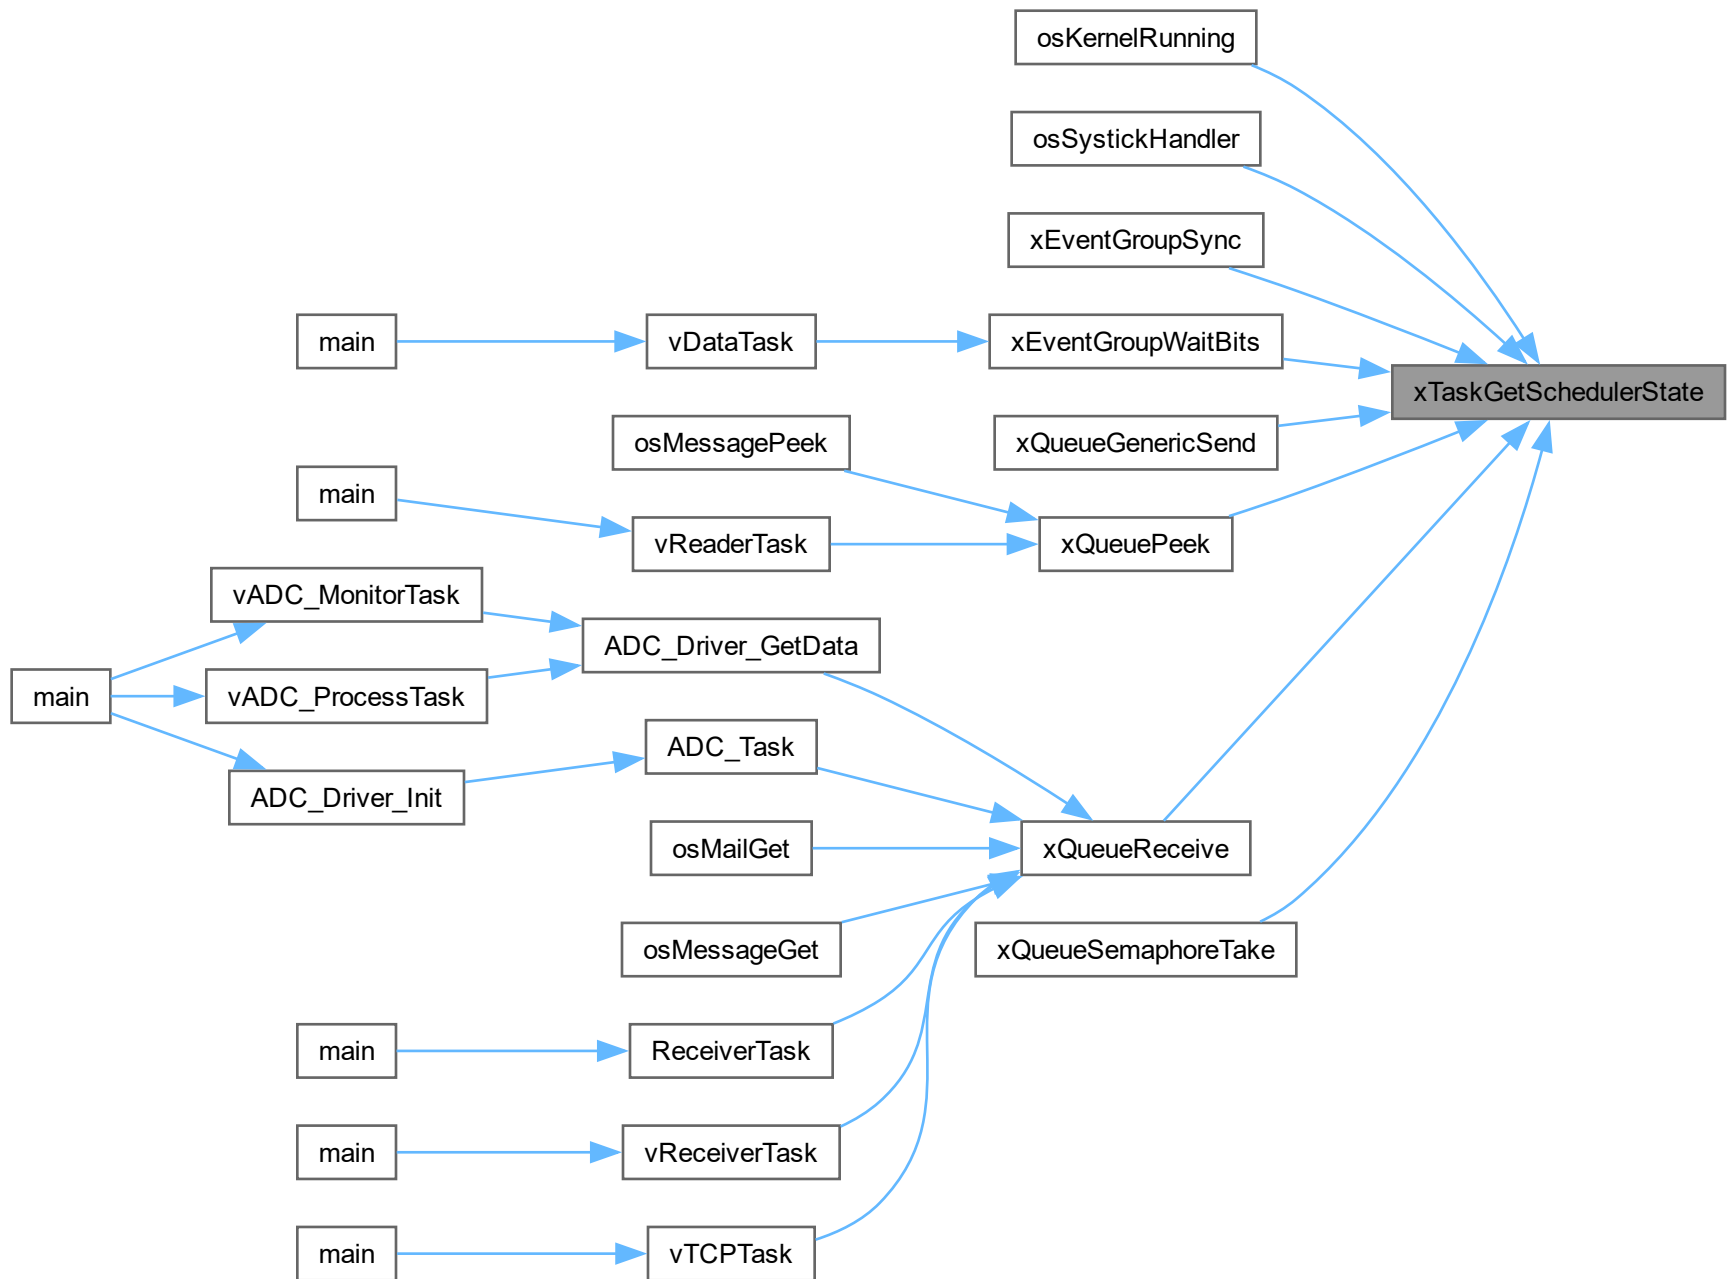 osKernelRunning
osSystickHandler
xEventGroupSync
main
vDataTask
xEventGroupWaitBits
xTaskGetSchedulerState
osMessagePeek
xQueueGenericSend
main
vReaderTask
xQueuePeek
vADC_MonitorTask
ADC_Driver_GetData
main
vADC_ProcessTask
ADC_Task
ADC_Driver_Init
osMailGet
xQueueReceive
osMessageGet
xQueueSemaphoreTake
main
ReceiverTask
main
vReceiverTask
main
vTCPTask